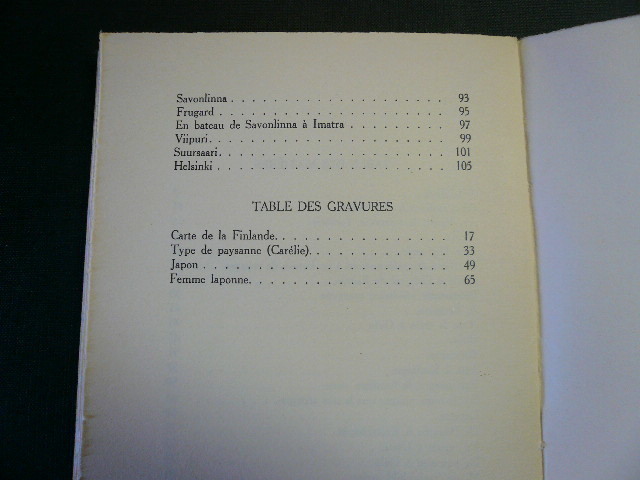 Savonlinna . . . . . . . . . . . . . . . . . . . . 93
Frugard . . . . . . . . . . . . . . . . . . . . . 95
En bateau de Savonlinna à Imatra . . . . . . . . . 97
Viipuri. . . . . . . . . . . . . . . . . . . . . . 99
Suursaari. . . . . . . . . . . . . . . . . . . . . 101
Helsinki . . . . . . . . . . . . . . . . . . . . . 105
TABLE DES GRAVURES
Carte de la Finlande. . . . . . . . . . . . . . . 17
Type de paysanne (Carélie). . . . . . . . . . . . 33
Japon . . . . . . . . . . . . . . . . . . . . . . 49
Femme laponne. . . . . . . . . . . . . . . . . . . 65